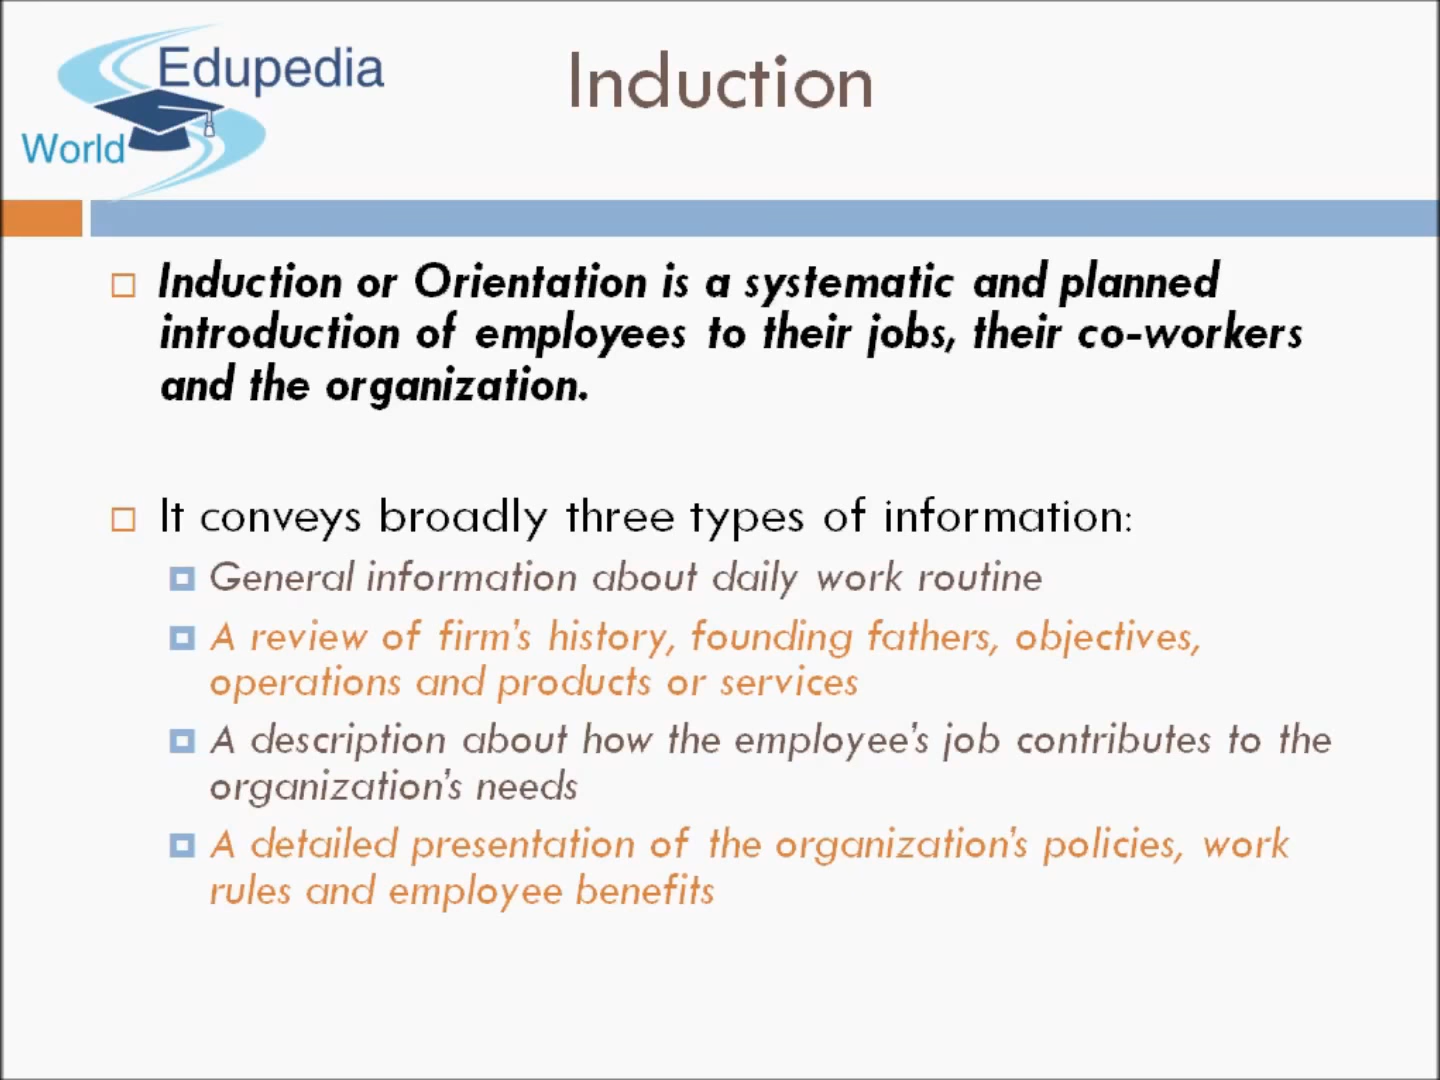 Edupedia
World
Induction
Induction or Orientation is a systematic and planned
introduction of employees to their jobs, their co-workers
and the organization.
It conveys broadly three types of information:
General information about daily work routine
A review of firm's history, founding fathers, objectives,
operations and products or services
A description about how the employee's job contributes to the
organization's needs
A detailed presentation of the organization's policies, work
rules and employee benefits